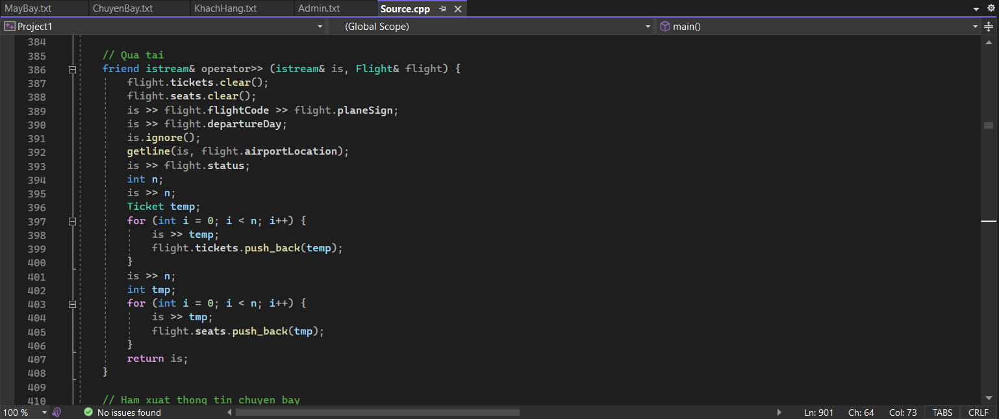 MayBay.txt ChuyenBay.txt KhachHang.txt Admin.txt Source.cpp
Project1 (Global Scope) main()
384
385 // Qua tai
386 friend istream& operator>> (istream& is, Flight& flight) {
387 flight.tickets.clear();
388 flight.seats.clear();
389 is >> flight.flightCode >> flight.planeSign;
390 is >> flight.departureDay;
391 is.ignore();
392 getline(is, flight.airportLocation);
393 is >> flight.status;
394 int n;
395 is >> n;
396 Ticket temp;
397 for (int i = 0; i < n; i++) {
398 is >> temp;
399 flight.tickets.push_back(temp);
400 }
401 is >> n;
402 int tmp;
403 for (int i = 0; i < n; i++) {
404 is >> tmp;
405 flight.seats.push_back(tmp);
406 }
407 return is;
408 }
409
410 // Ham xuat thong tin chuyen bay
100 % No issues found Ln: 901 Ch: 64 Col: 73 TABS CRLF